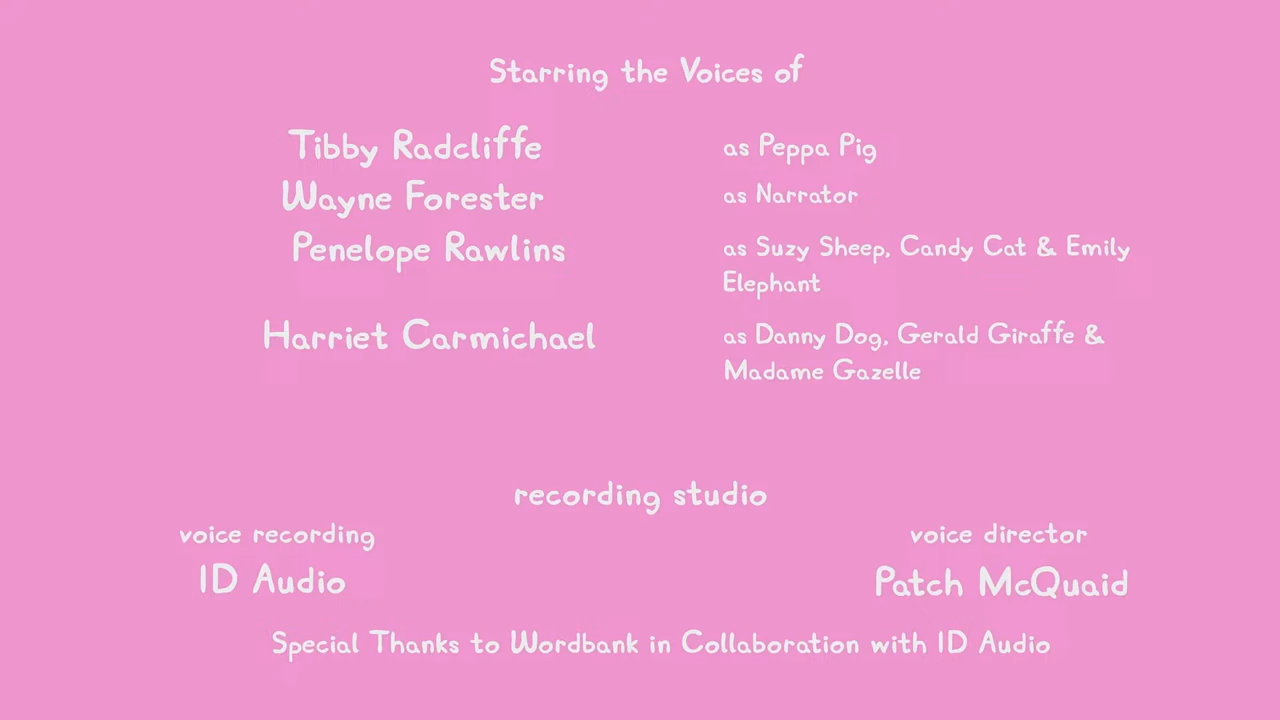 Starring the Voices of
Tibby Radcliffe as Peppa Pig
Wayne Forester as Narrator
Penelope Rawlins as Suzy Sheep, Candy Cat & Emily
Elephant
Harriet Carmichael as Danny Dog, Gerald Giraffe &
Madame Gazelle
recording studio
voice recording voice director
ID Audio Patch McQuaid
Special Thanks to Wordbank in Collaboration with ID Audio